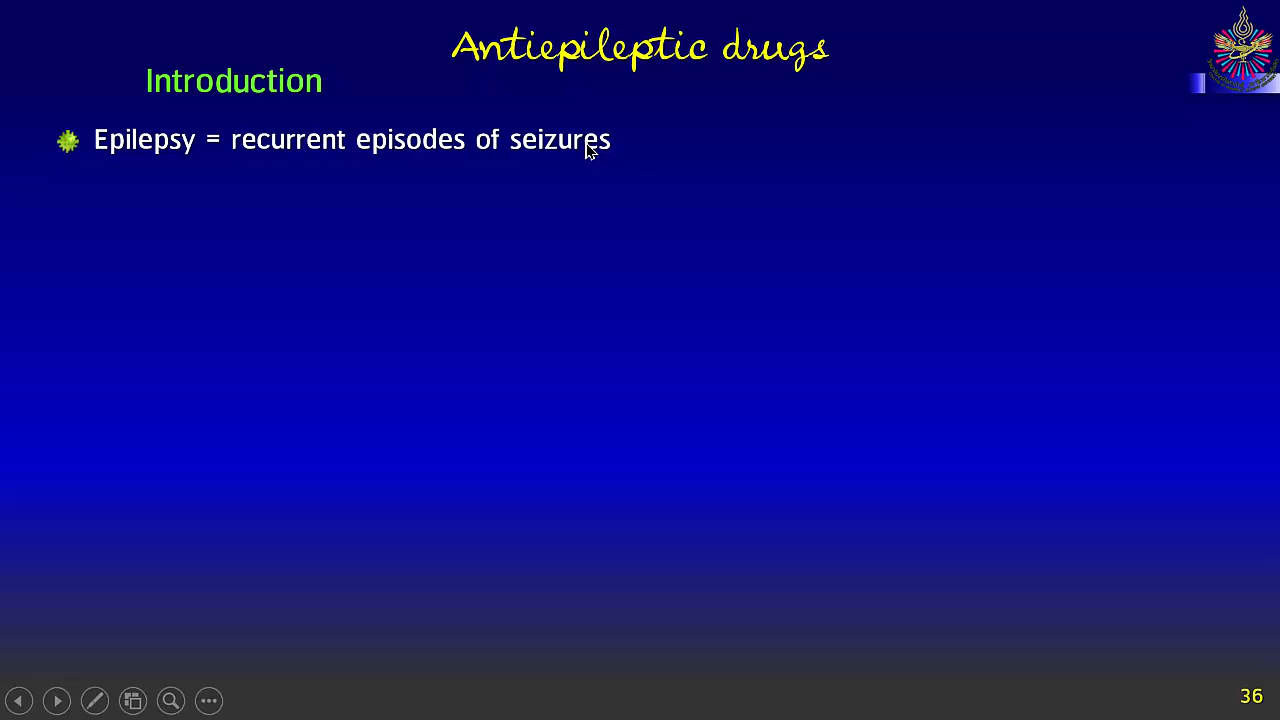 Antiepileptic drugs
Introduction
Epilepsy = recurrent episodes of seizures
36